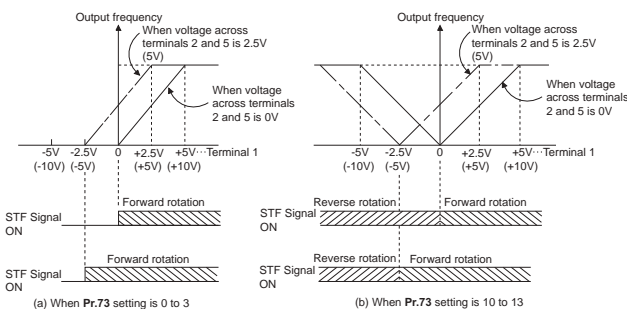 Output frequency
When voltage across
terminals 2 and 5 is 2.5V
(5V)
When voltage
across terminals
2 and 5 is 0V
-5V -2.5V 0 +2.5V +5V Terminal 1
(-10V) (-5V) (+5V) (+10V)
Forward rotation
STF Signal
ON
Forward rotation
STF Signal
ON
(a) When Pr.73 setting is 0 to 3
Output frequency
When voltage across
terminals 2 and 5 is 2.5V
(5V)
When voltage
across terminals
2 and 5 is 0V
-5V -2.5V 0 +2.5V +5V Terminal 1
(-10V) (-5V) (+5V) (+10V)
Reverse rotation Forward rotation
STF Signal
ON
Reverse rotation Forward rotation
STF Signal
ON
(b) When Pr.73 setting is 10 to 13